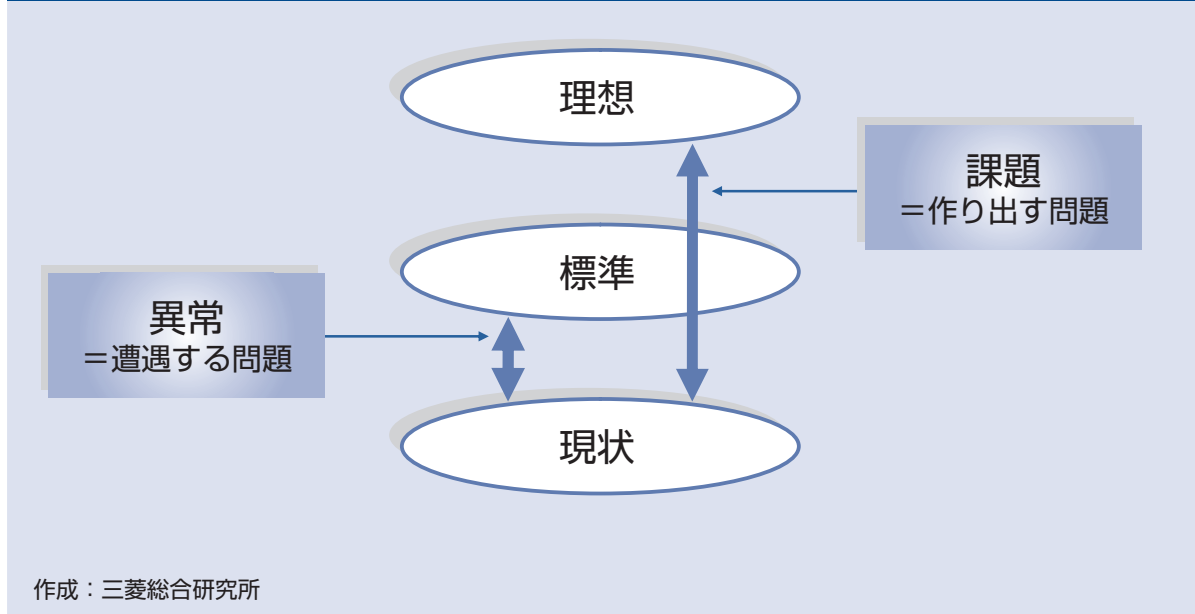 理想
課題
＝作り出す問題
標準
異常
＝遭遇する問題
現状
作成：三菱総合研究所